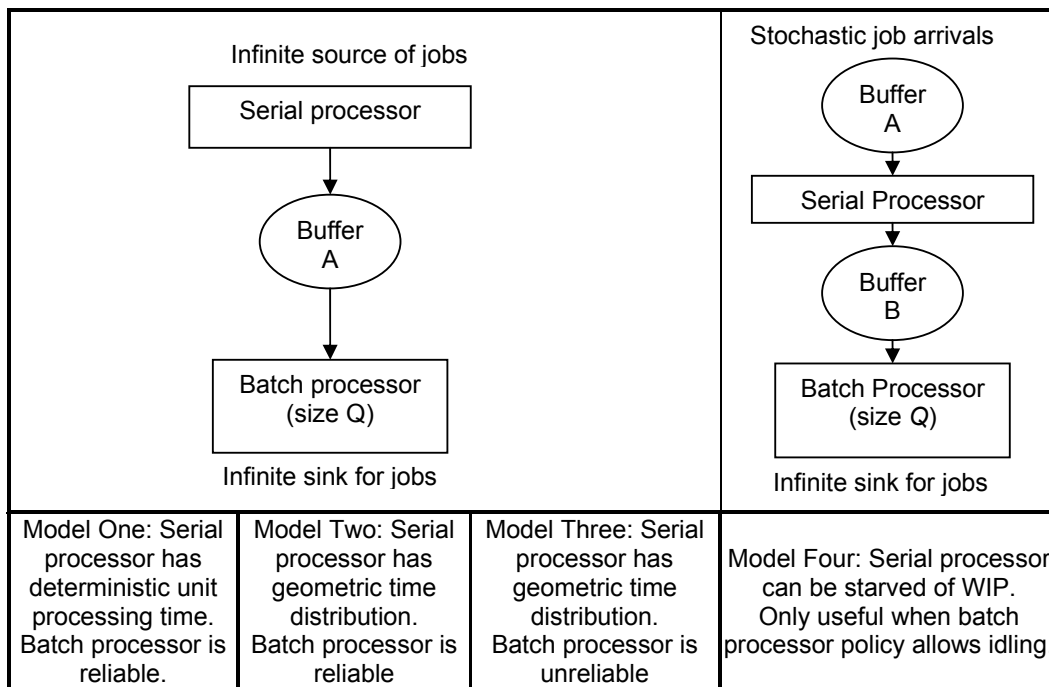 Infinite source of jobs
Serial processor
Buffer
A
Batch processor
(size Q)
Infinite sink for jobs
Stochastic job arrivals
Buffer
A
Serial Processor
Buffer
B
Batch Processor
(size Q)
Infinite sink for jobs
Model One: Serial
processor has
deterministic unit
processing time.
Batch processor is
reliable.
Model Two: Serial
processor has
geometric time
distribution.
Batch processor is
reliable
Model Three: Serial
processor has
geometric time
distribution.
Batch processor is
unreliable
Model Four: Serial processor
can be starved of WIP.
Only useful when batch
processor policy allows idling